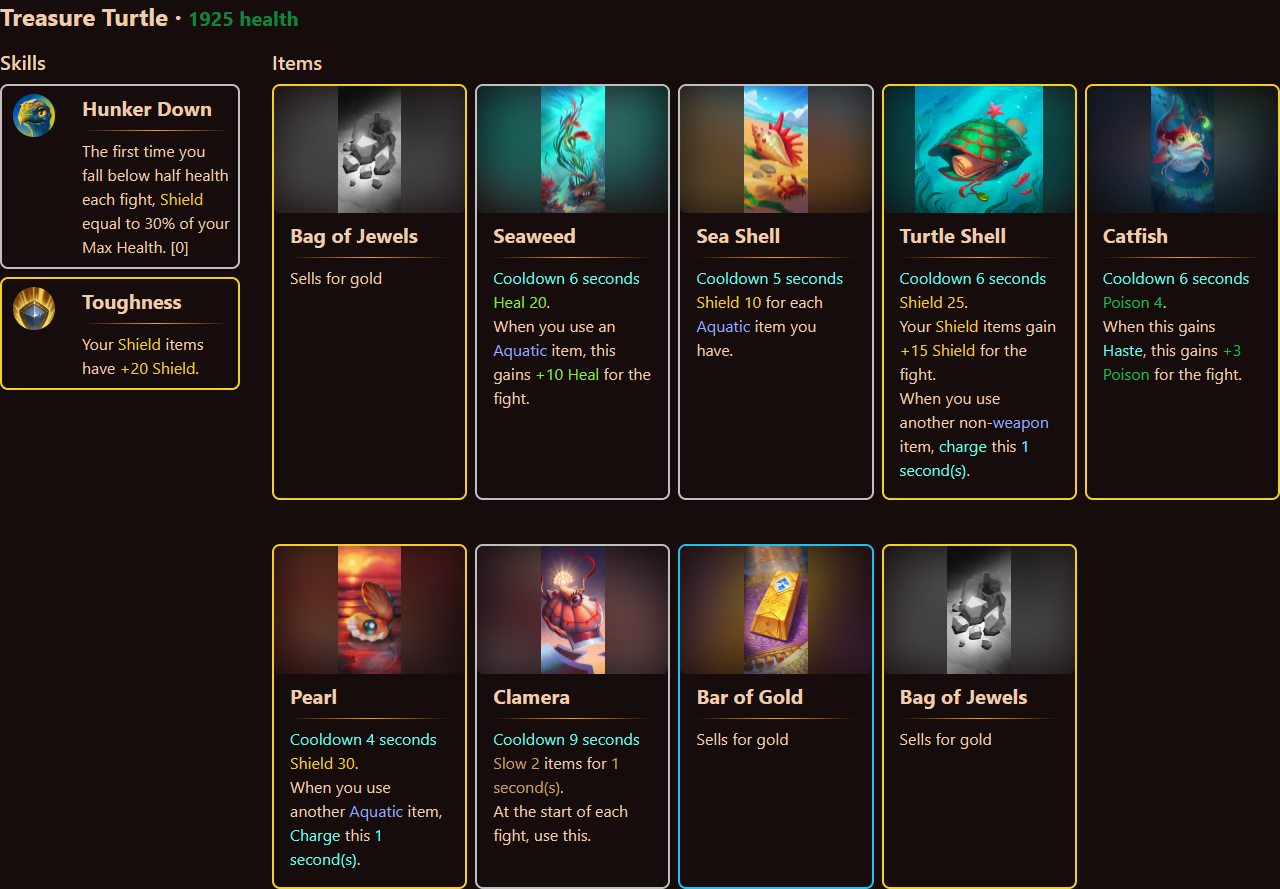 Treasure Turtle · 1925 health
Skills
Hunker Down
The first time you
fall below half health
each fight, Shield
equal to 30% of your
Max Health. [0]
Toughness
Your Shield items
have +20 Shield.
Items
Bag of Jewels
Sells for gold
Seaweed
Cooldown 6 seconds
Heal 20.
When you use an
Aquatic item, this
gains +10 Heal for the
fight.
Sea Shell
Cooldown 5 seconds
Shield 10 for each
Aquatic item you
have.
Turtle Shell
Cooldown 6 seconds
Shield 25.
Your Shield items gain
+15 Shield for the
fight.
When you use
another non-weapon
item, charge this 1
second(s).
Catfish
Cooldown 6 seconds
Poison 4.
When this gains
Haste, this gains +3
Poison for the fight.
Pearl
Cooldown 4 seconds
Shield 30.
When you use
another Aquatic item,
Charge this 1
second(s).
Clamera
Cooldown 9 seconds
Slow 2 items for 1
second(s).
At the start of each
fight, use this.
Bar of Gold
Sells for gold
Bag of Jewels
Sells for gold